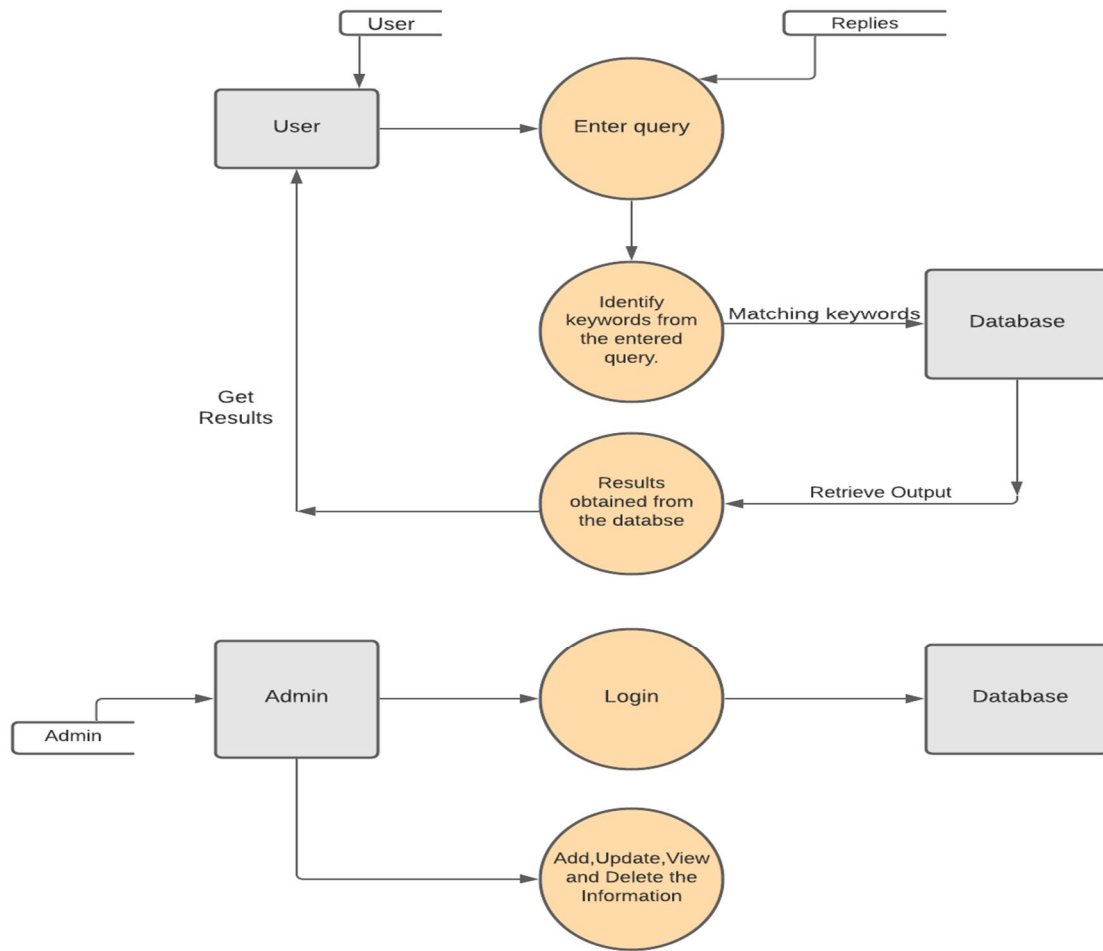 User
Replies
User
Enter query
Identify
keywords from
the entered
query.
Matching keywords
Database
Get
Results
Results
obtained from
the databse
Retrieve Output
Admin
Admin
Login
Database
Add,Update,View
and Delete the
Information